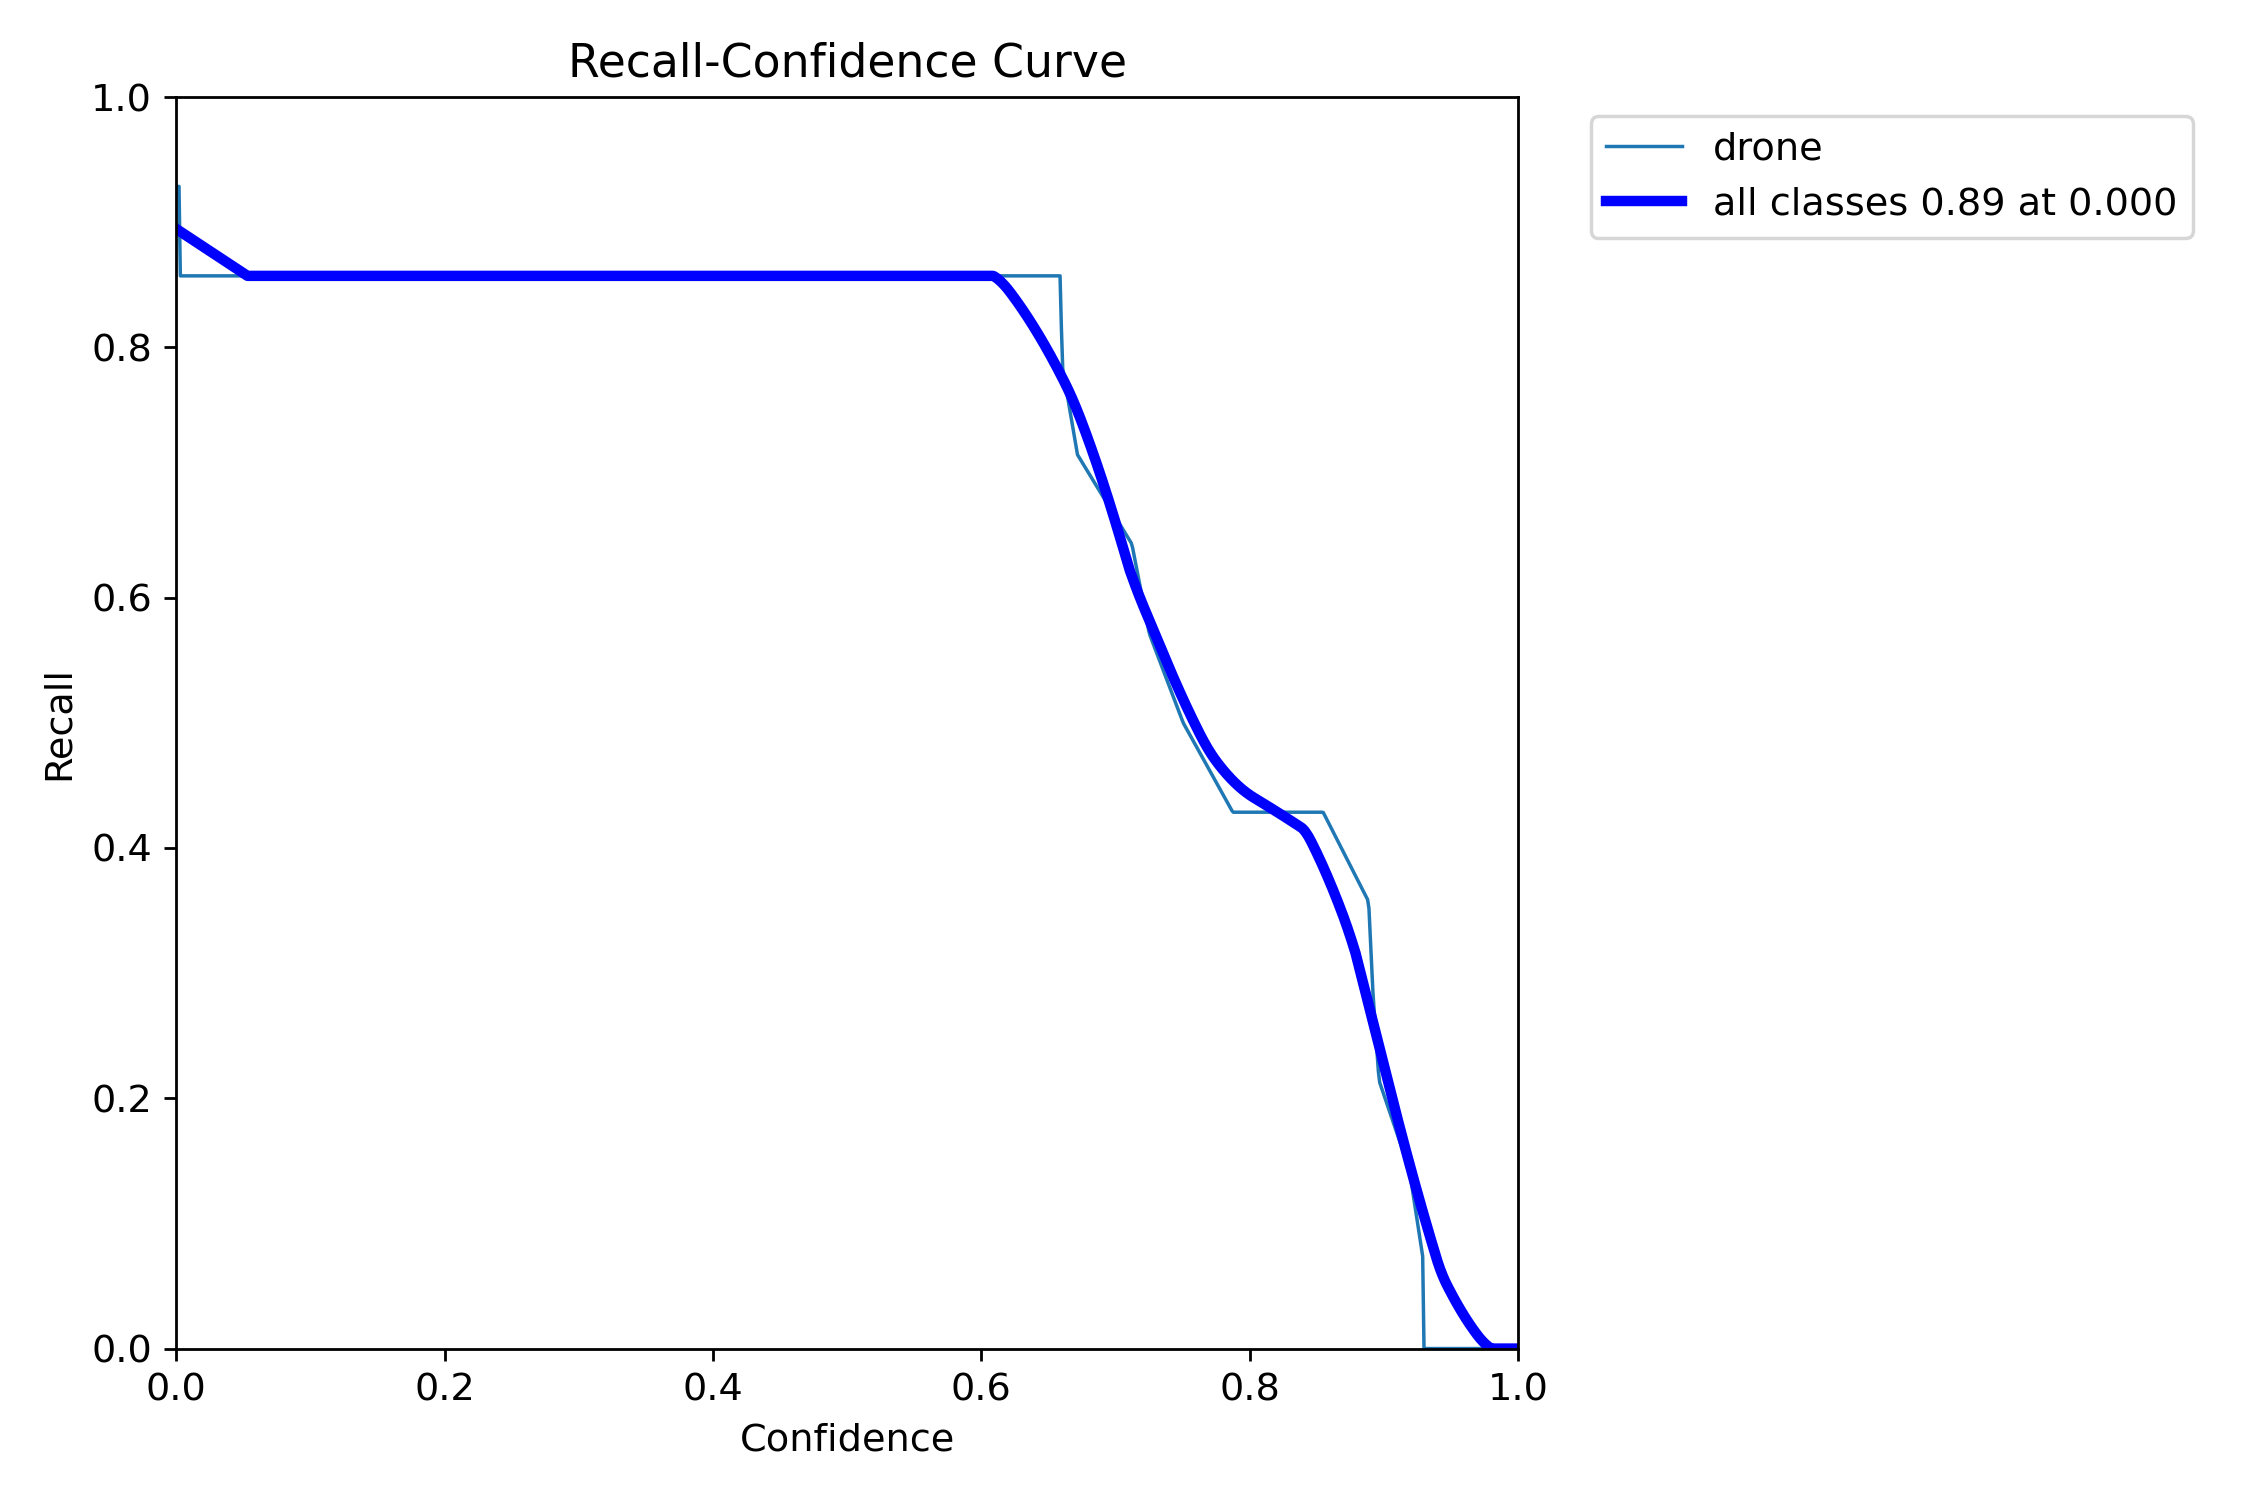 Recall-Confidence Curve
1.0
0.8
0.6
0.4
0.2
0.0
Recall
0.0 0.2 0.4 0.6 0.8 1.0
Confidence
drone
all classes 0.89 at 0.000